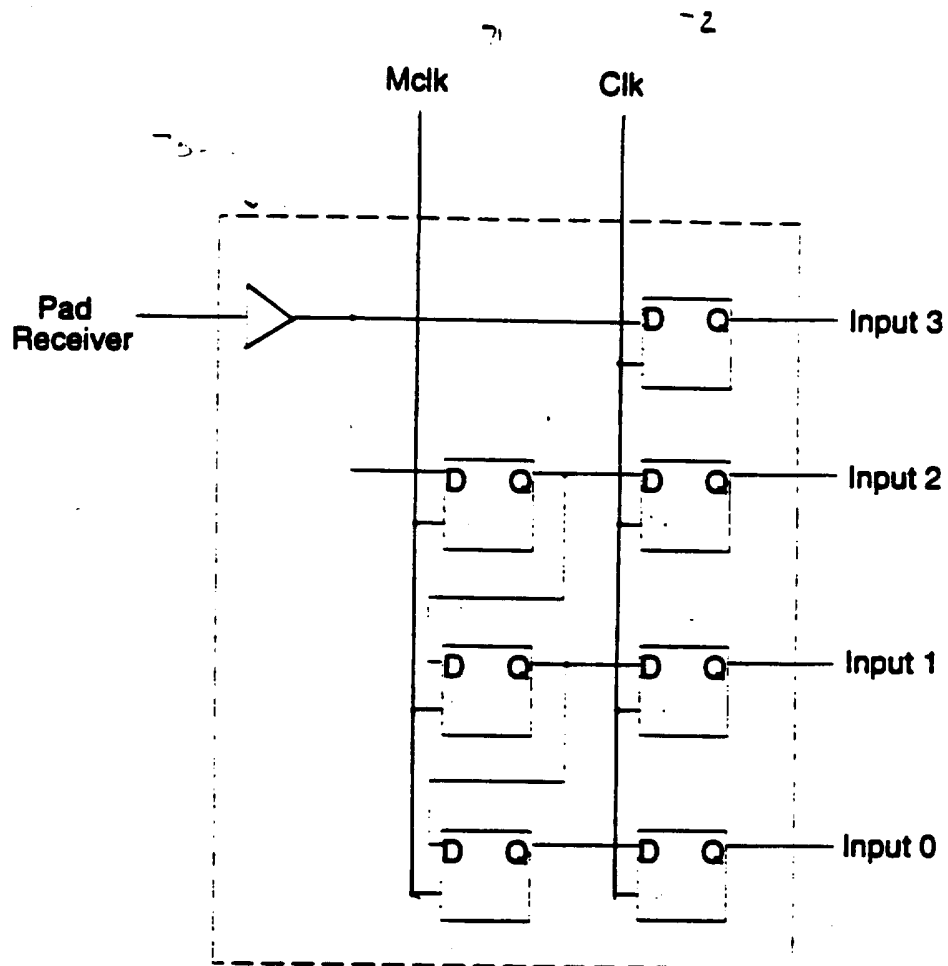 Mclk
Clk
Pad
Receiver
D Q
Input 3
D Q
D Q
Input 2
D Q
D Q
Input 1
D Q
D Q
Input 0